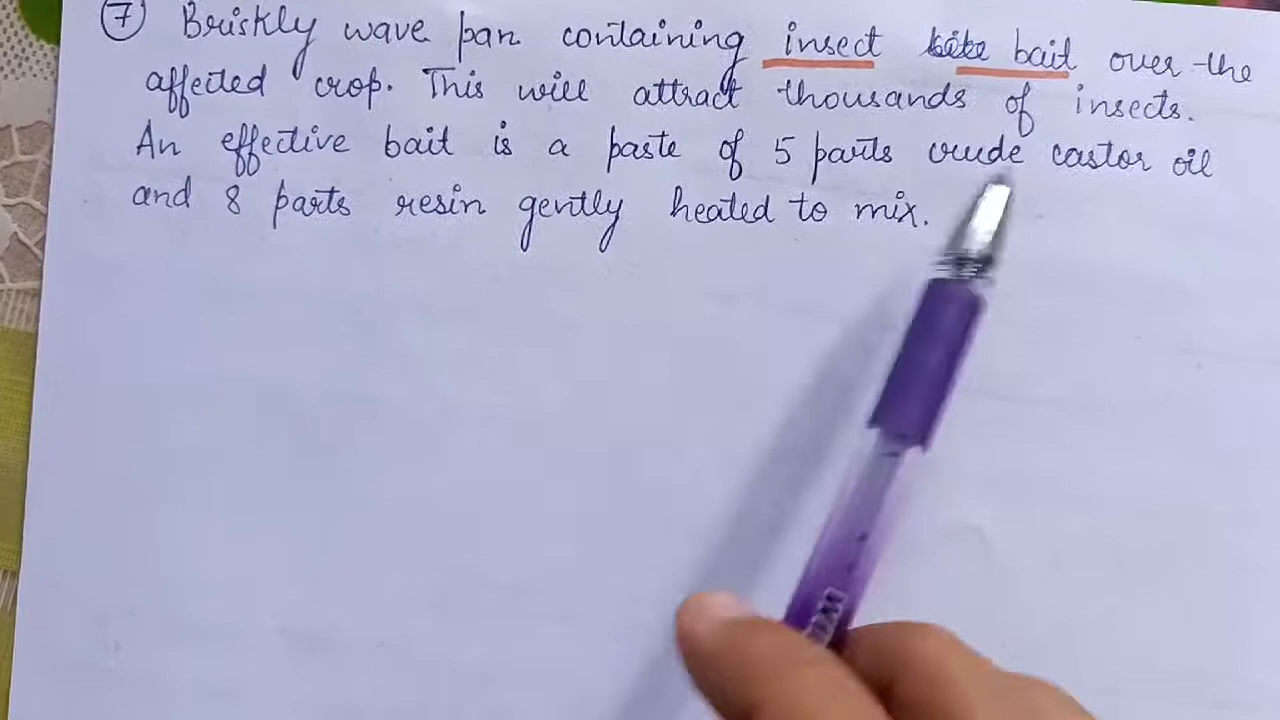 ⑦ Briskly wave pan containing insect bait over the
affected crop. This will attract thousands of insects.
An effective bait is a paste of 5 parts crude castor oil
and 8 parts resin gently heated to mix.